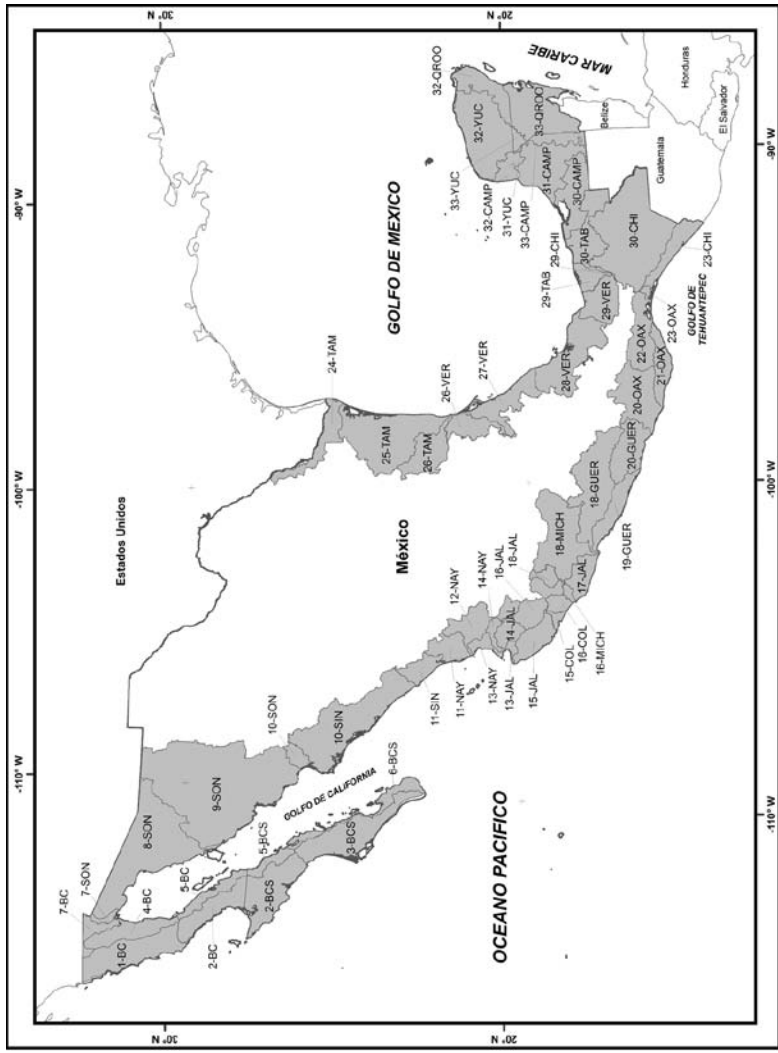 -110° W
-100° W
-90° W
30° N
30° N
Estados Unidos
7-BC
7-SON
8-SON
1-BC
4-BC
5-BC
2-BC
9-SON
10-SON
5-BCS
2-BCS
GOLFO DE CALIFORNIA
3-BCS
6-BCS
10-SIN
11-SIN
11-NAY
12-NAY
13-NAY
14-NAY
13-JAL
14-JAL
16-JAL
16-JAL
15-JAL
15-COL
16-COL
16-MICH
17-JAL
18-MICH
México
24-TAM
25-TAM
26-TAM
26-VER
27-VER
28-VER
GOLFO DE MEXICO
18-GUER
19-GUER
20-GUER
20-OAX
21-OAX
22-OAX
23-OAX
GOLFO DE
TEHUANTEPEC
29-VER
29-TAB
29-CHI
30-TAB
30-CHI
23-CHI
33-YUC
32-CAMP
31-YUC
33-CAMP
31-CAMP
30-CAMP
32-YUC
32-QROO
33-QROO
MAR CARIBE
Belize
Guatemala
Honduras
El Salvador
OCEANO PACIFICO
20° N
20° N
-110° W
-100° W
-90° W